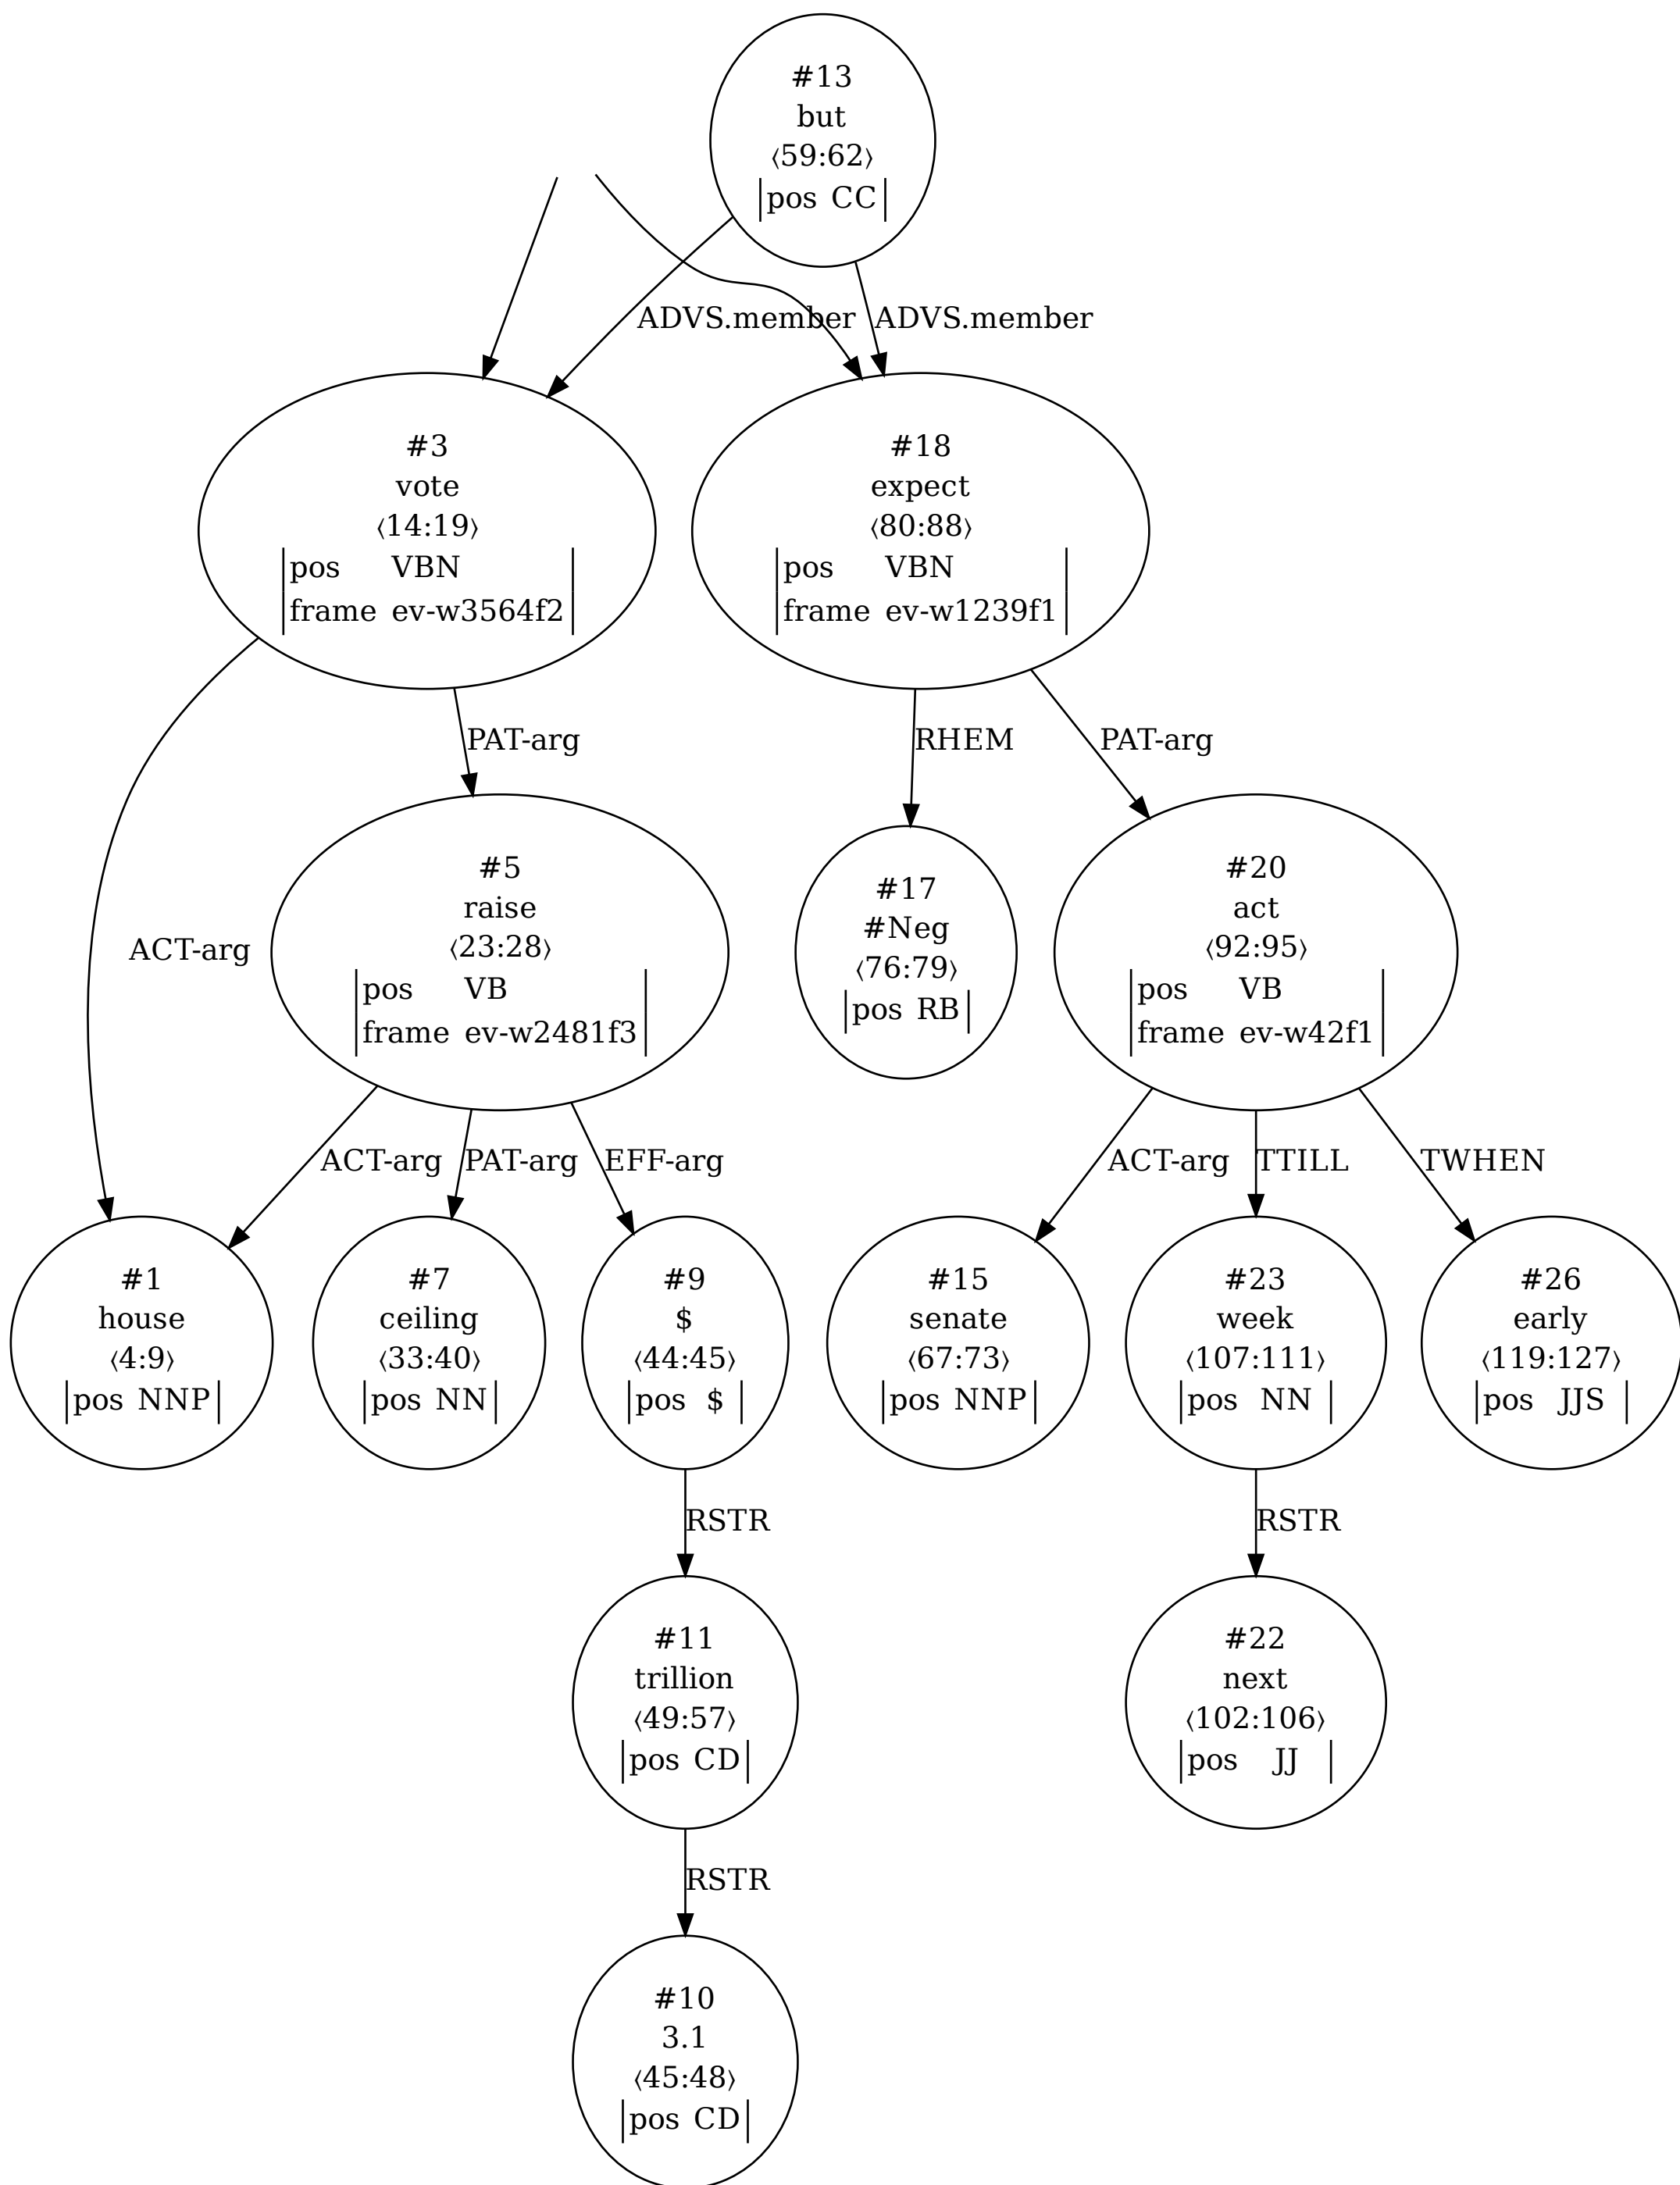 #13
but
⟨59:62⟩
pos CC
ADVS.member
ADVS.member
#3
vote
⟨14:19⟩
pos VBN
frame ev-w3564f2
#18
expect
⟨80:88⟩
pos VBN
frame ev-w1239f1
PAT-arg
RHEM
PAT-arg
ACT-arg
#5
raise
⟨23:28⟩
pos VB
frame ev-w2481f3
#17
#Neg
⟨76:79⟩
pos RB
#20
act
⟨92:95⟩
pos VB
frame ev-w42f1
ACT-arg
PAT-arg
EFF-arg
ACT-arg
TTILL
TWHEN
#1
house
⟨4:9⟩
pos NNP
#7
ceiling
⟨33:40⟩
pos NN
#9
$
⟨44:45⟩
pos $
#15
senate
⟨67:73⟩
pos NNP
#23
week
⟨107:111⟩
pos NN
#26
early
⟨119:127⟩
pos JJS
RSTR
RSTR
#11
trillion
⟨49:57⟩
pos CD
#22
next
⟨102:106⟩
pos JJ
RSTR
#10
3.1
⟨45:48⟩
pos CD